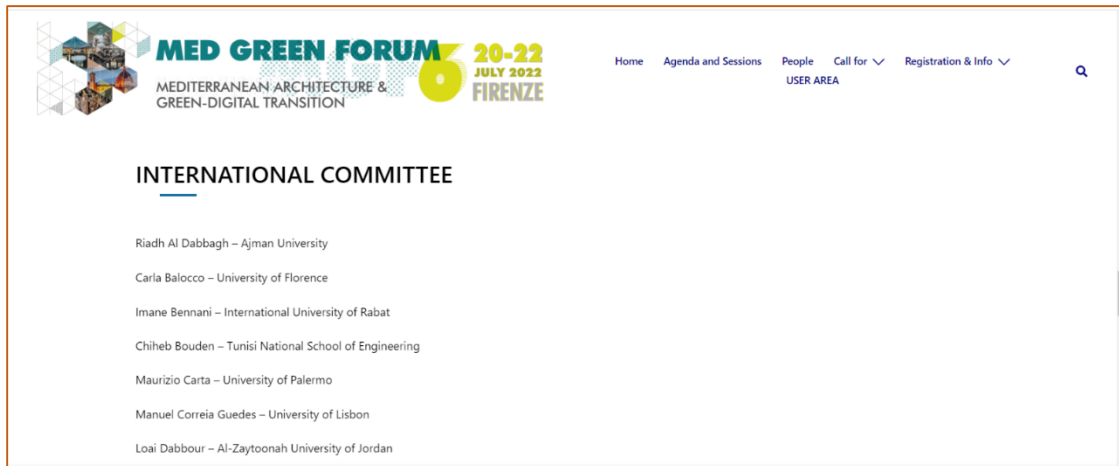 MED GREEN FORUM 6
20-22
JULY 2022
FIRENZE
MEDITERRANEAN ARCHITECTURE &
GREEN-DIGITAL TRANSITION
Home Agenda and Sessions People Call for Registration & Info
USER AREA
INTERNATIONAL COMMITTEE
Riadh Al Dabbagh – Ajman University
Carla Balocco – University of Florence
Imane Bennani – International University of Rabat
Chiheb Bouden – Tunisi National School of Engineering
Maurizio Carta – University of Palermo
Manuel Correia Guedes – University of Lisbon
Loai Dabbour – Al-Zaytoonah University of Jordan